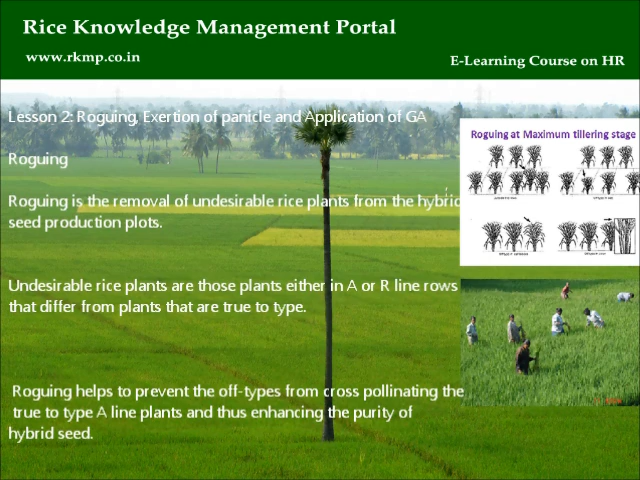 Rice Knowledge Management Portal
www.rkmp.co.in
E-Learning Course on HR
Lesson 2: Roguing, Exertion of panicle and Application of GA
Roguing
Roguing is the removal of undesirable rice plants from the hybrid
seed production plots.
Undesirable rice plants are those plants either in A or R line rows
that differ from plants that are true to type.
Roguing helps to prevent the off-types from cross pollinating the
true to type A line plants and thus enhancing the purity of
hybrid seed.
Roguing at Maximum tillering stage